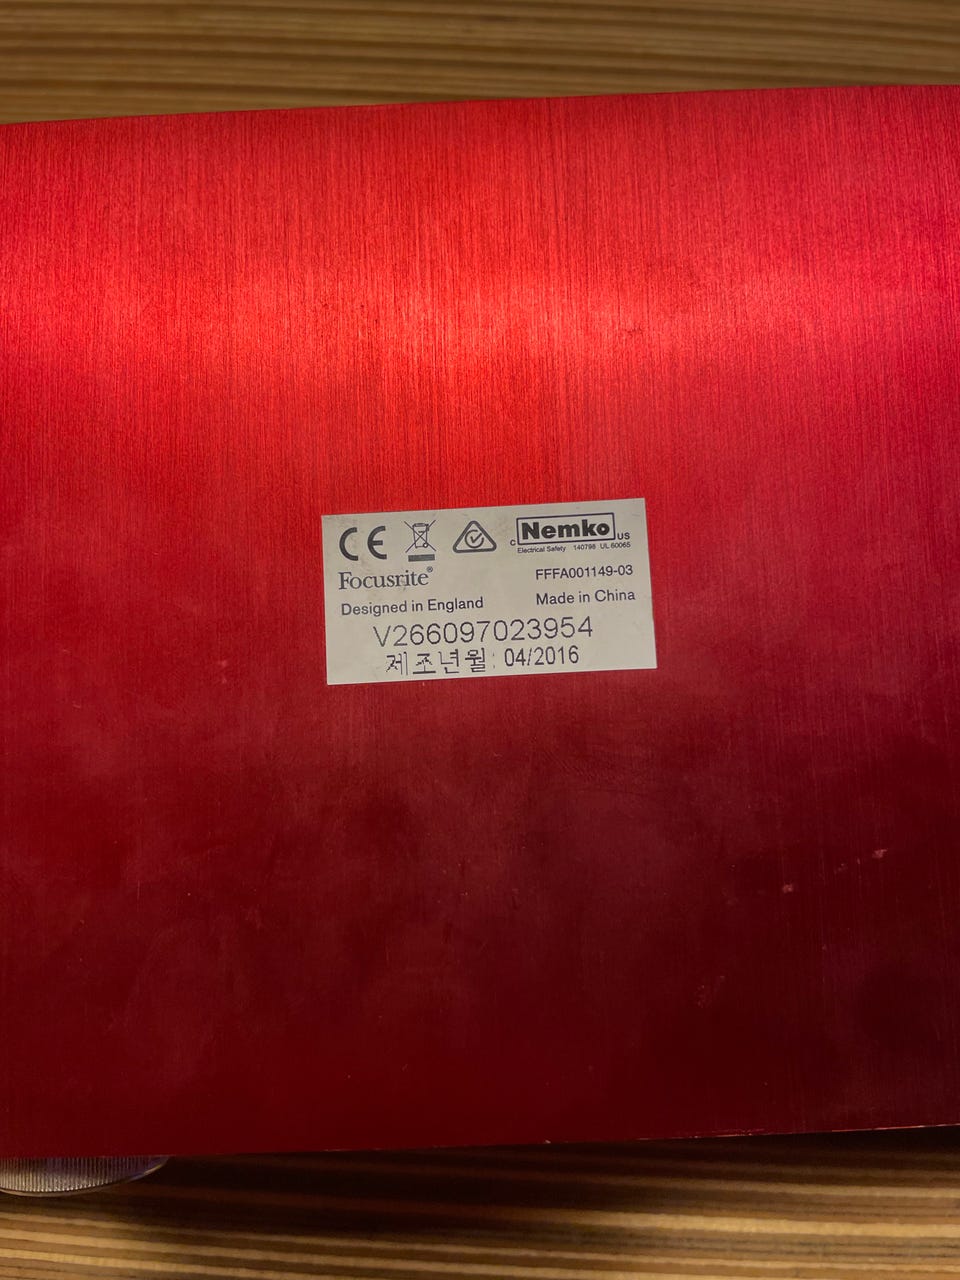 CE
c Nemko US
Electrical Safety 140798 UL 60065
Focusrite®
FFFA001149-03
Designed in England
Made in China
V266097023954
제조년월: 04/2016